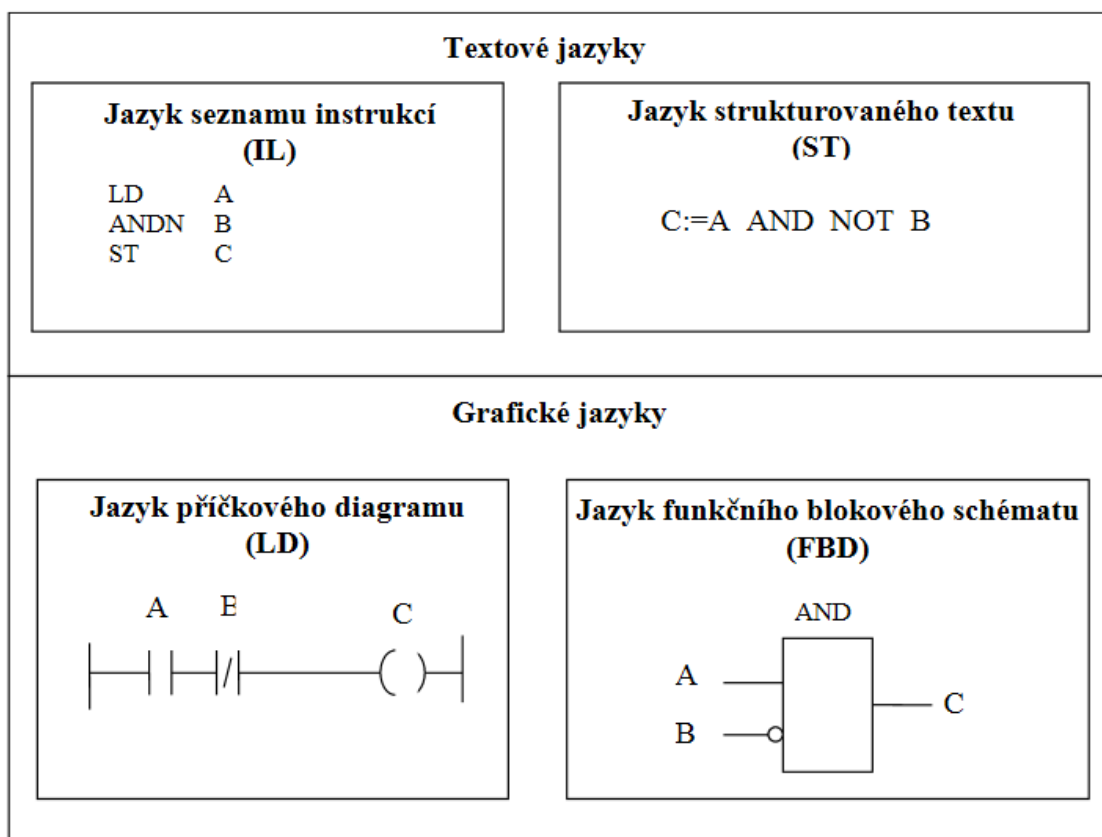 Textové jazyky
Jazyk seznamu instrukcí
(IL)
LD A
ANDN B
ST C
Jazyk strukturovaného textu
(ST)
C:=A AND NOT B
Grafické jazyky
Jazyk příčkového diagramu
(LD)
A B C
Jazyk funkčního blokového schématu
(FBD)
AND
A
B
C